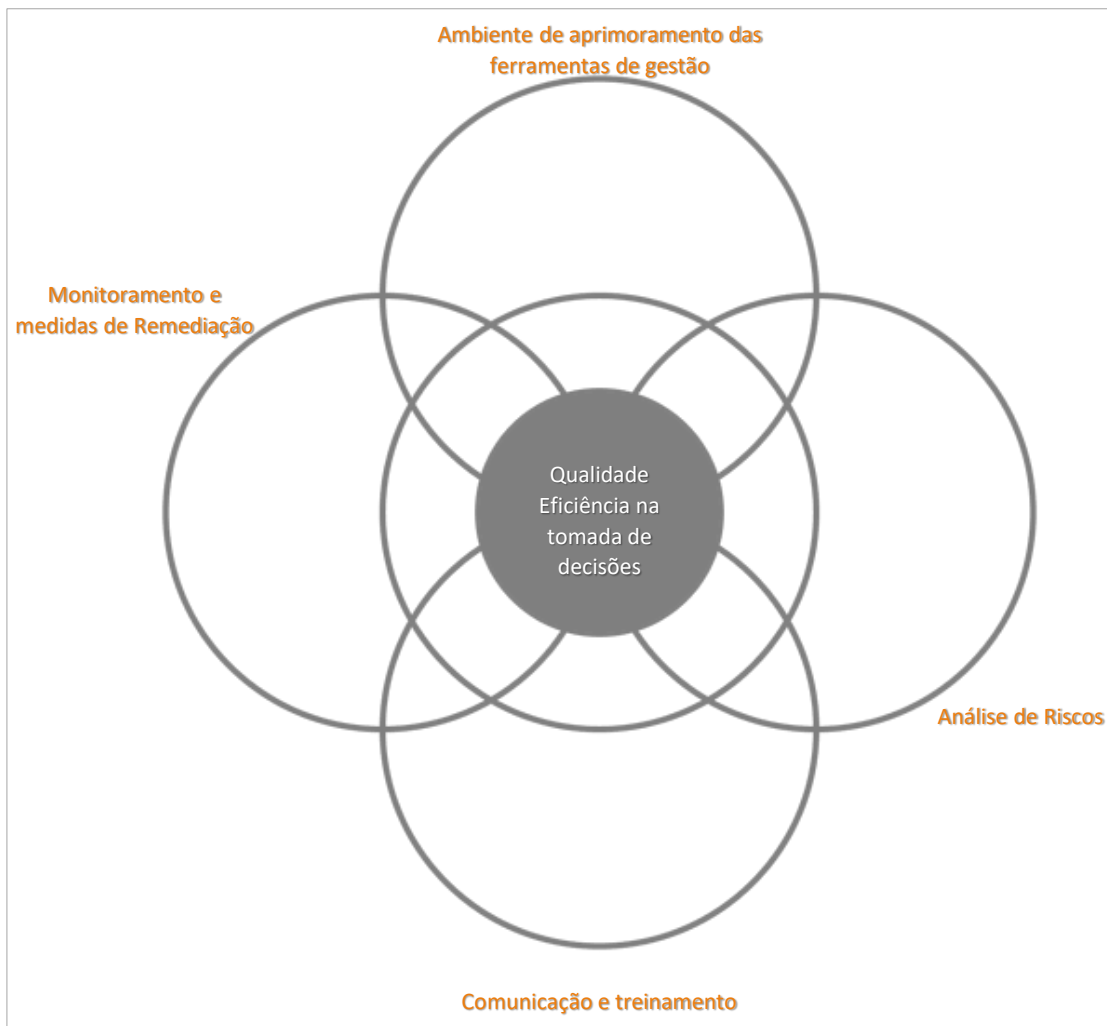 Ambiente de aprimoramento das
ferramentas de gestão
Monitoramento e
medidas de Remediação
Qualidade
Eficiência na
tomada de
decisões
Análise de Riscos
Comunicação e treinamento